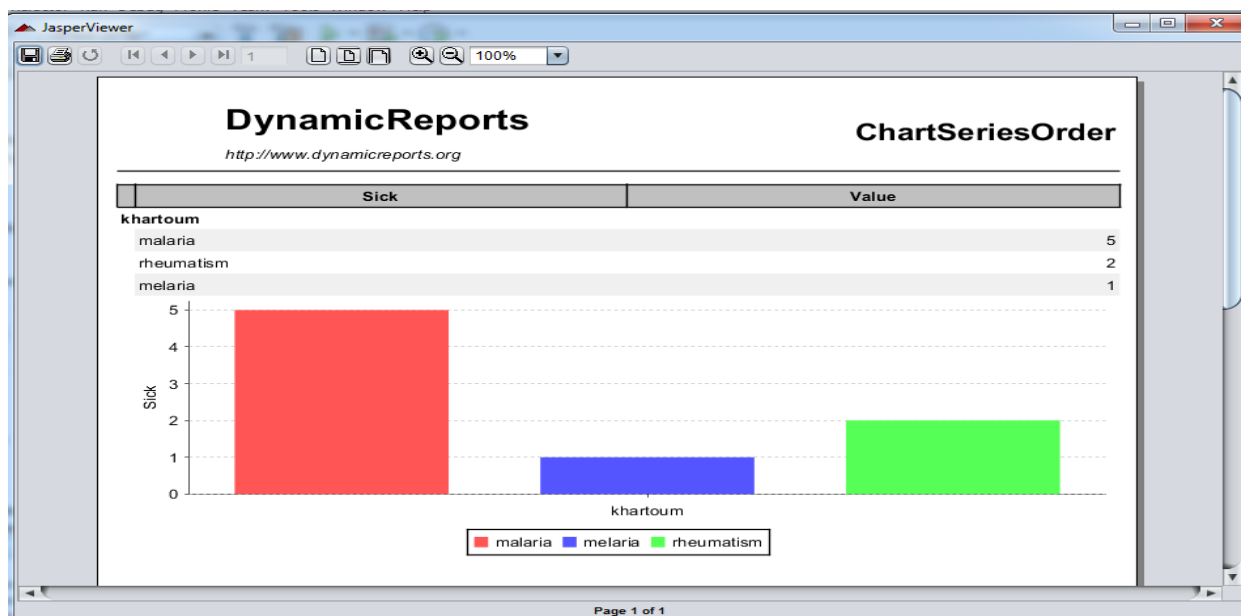 JasperViewer
1 100%
DynamicReports
ChartSeriesOrder
http://www.dynamicreports.org
Sick Value
khartoum
malaria 5
rheumatism 2
melaria 1
5
4
3
2
1
0
Sick
khartoum
malaria melaria rheumatism
Page 1 of 1